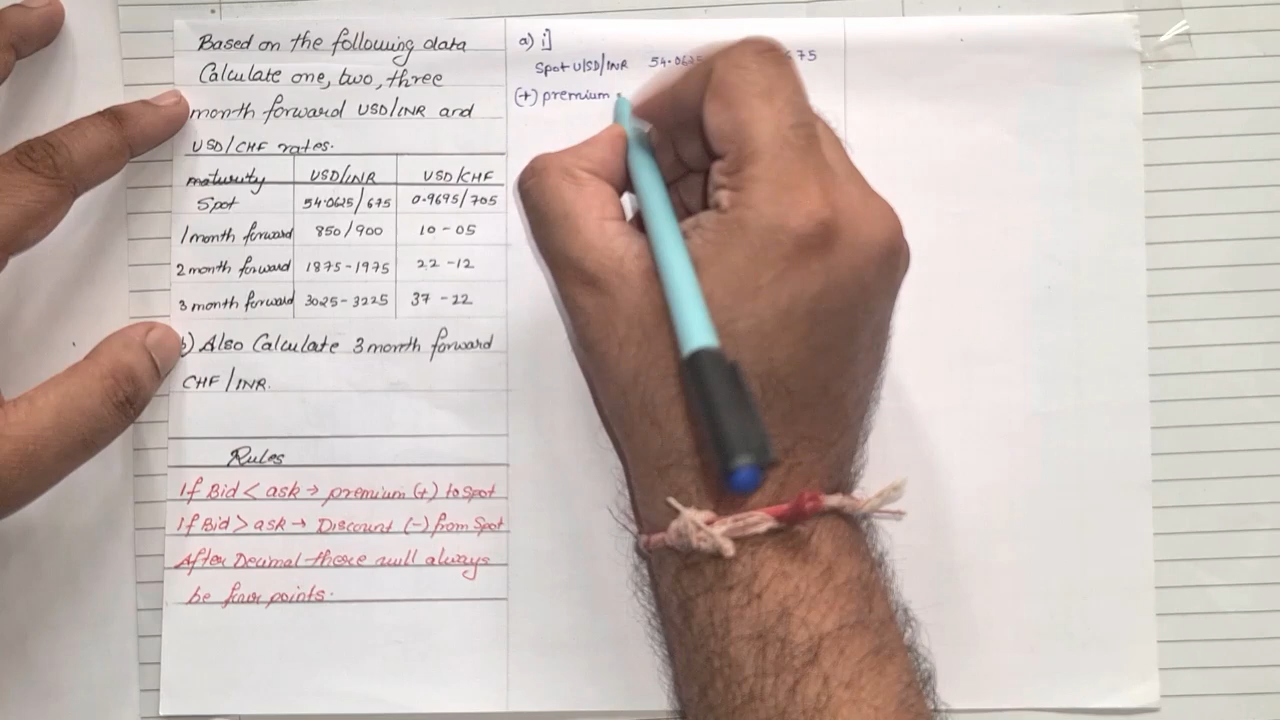 Based on the following data
Calculate one, two, three
month forward USD/INR and
USD/CHF rates.
maturity USD/INR USD/CHF
Spot 54.0625/675 0.9695/705
1 month forward 850/900 10-05
2 month forward 1875-1975 22-12
3 month forward 3025-3225 37-22
b) Also Calculate 3 month forward
CHF/INR.
Rules
If Bid < ask → premium (+) to Spot
If Bid > ask → Discount (-) from Spot
After Decimal there will always
be four points.
a) i]
Spot USD/INR 54.0625 675
(+) premium